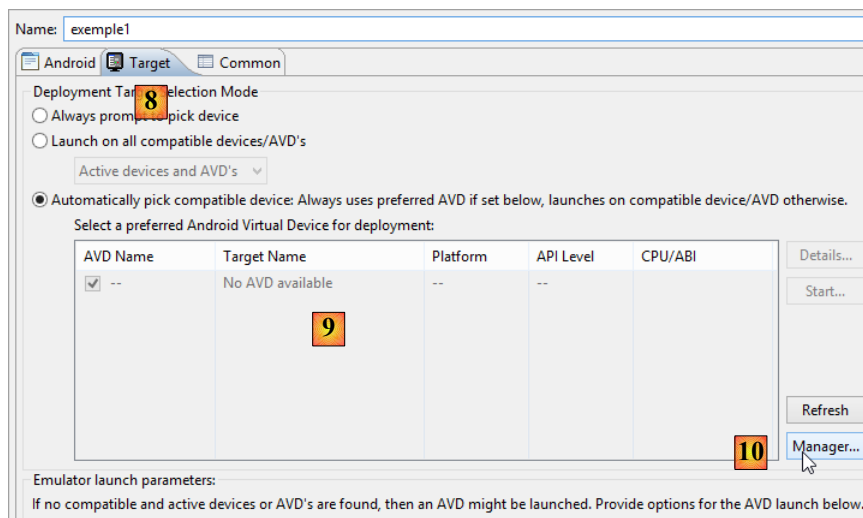 Name: exemple1
Android Target Common
Deployment Target Selection Mode
8
Always prompt to pick device
Launch on all compatible devices/AVD's
Active devices and AVD's
Automatically pick compatible device: Always uses preferred AVD if set below, launches on compatible device/AVD otherwise.
Select a preferred Android Virtual Device for deployment:
AVD Name Target Name Platform API Level CPU/ABI Details...
-- No AVD available -- --
Start...
9
Refresh
10 Manager...
Emulator launch parameters:
If no compatible and active devices or AVD's are found, then an AVD might be launched. Provide options for the AVD launch below.